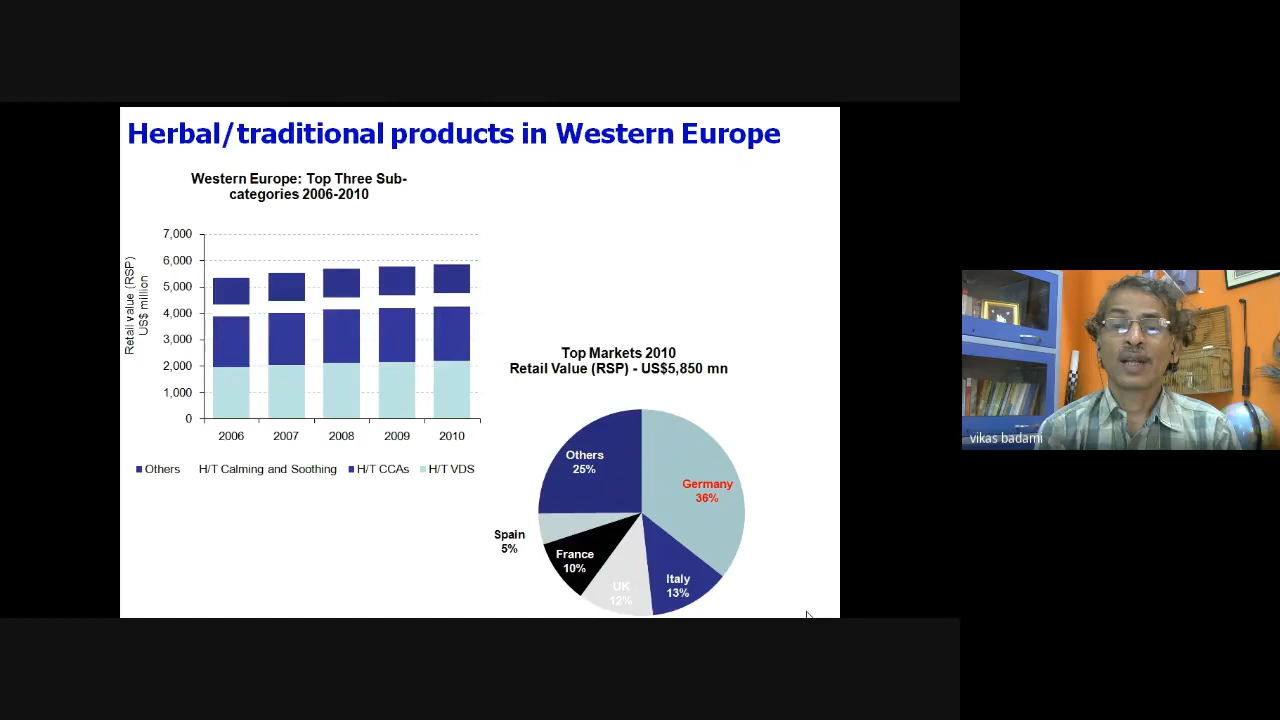 Herbal/traditional products in Western Europe
Western Europe: Top Three Sub-
categories 2006-2010
Retail value (RSP)
US$ million
7,000
6,000
5,000
4,000
3,000
2,000
1,000
0
2006 2007 2008 2009 2010
Others H/T Calming and Soothing H/T CCAs H/T VDS
Top Markets 2010
Retail Value (RSP) - US$5,850 mn
Others
25%
Germany
36%
Spain
5%
France
10%
UK
12%
Italy
13%
vikas badami